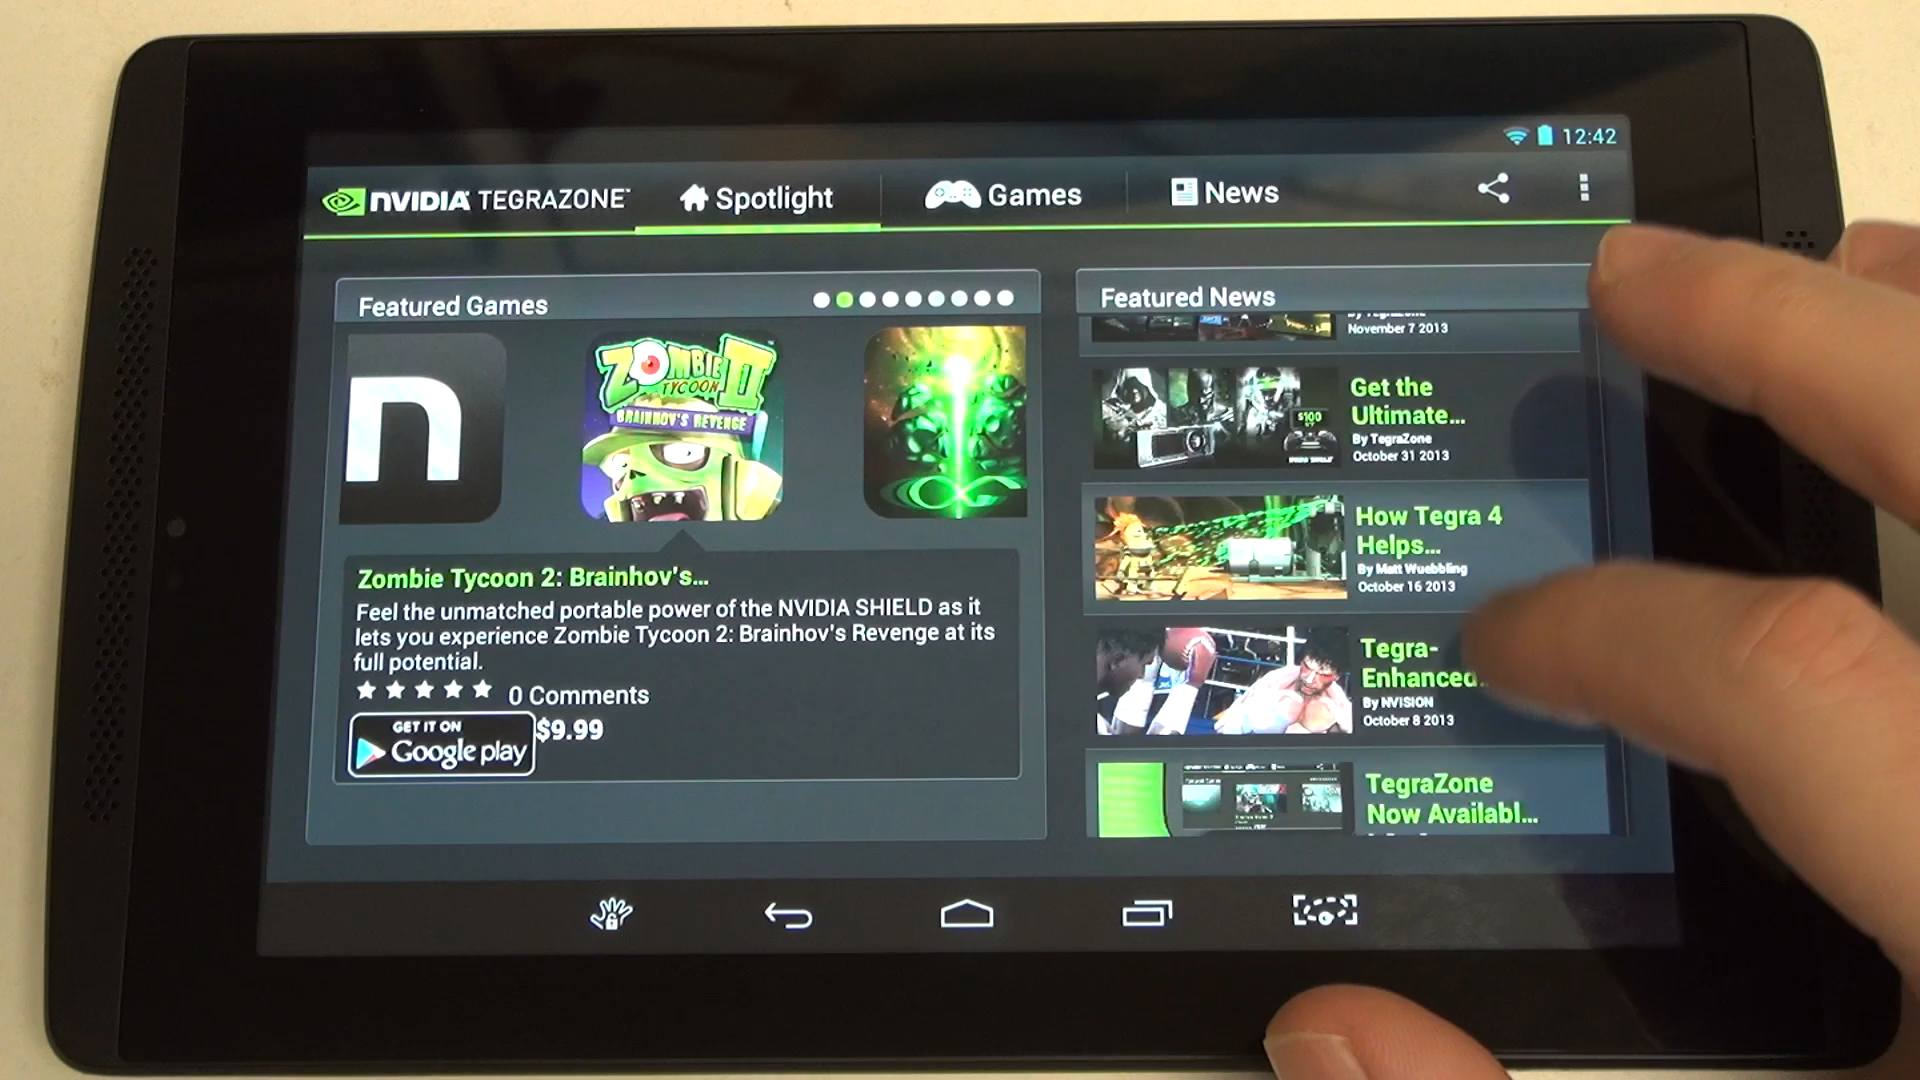 12:42
NVIDIA TEGRAZONE™
Spotlight
Games
News
Featured Games
n
ZOMBIE
TYCOON II
BRAINHOV'S REVENGE
Zombie Tycoon 2: Brainhov's...
Feel the unmatched portable power of the NVIDIA SHIELD as it
lets you experience Zombie Tycoon 2: Brainhov's Revenge at its
full potential.
0 Comments
GET IT ON
Google play
$9.99
Featured News
By TegraZone
November 7 2013
$100
Get the
Ultimate...
By TegraZone
October 31 2013
How Tegra 4
Helps...
By Matt Wuebbling
October 16 2013
Tegra-
Enhanced...
By NVISION
October 8 2013
TegraZone
Now Availabl...